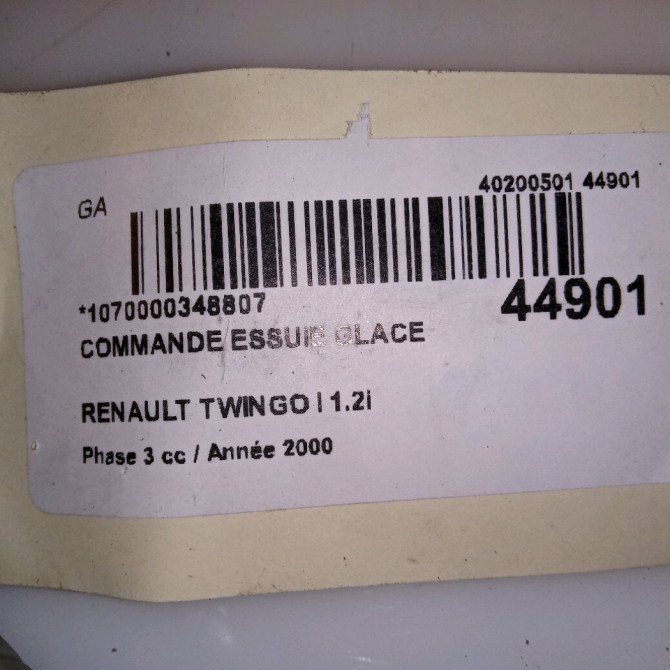 GA
40200501 44901
*1070000348807
44901
COMMANDE ESSUIE GLACE
RENAULT TWINGO I 1.2i
Phase 3 cc / Année 2000